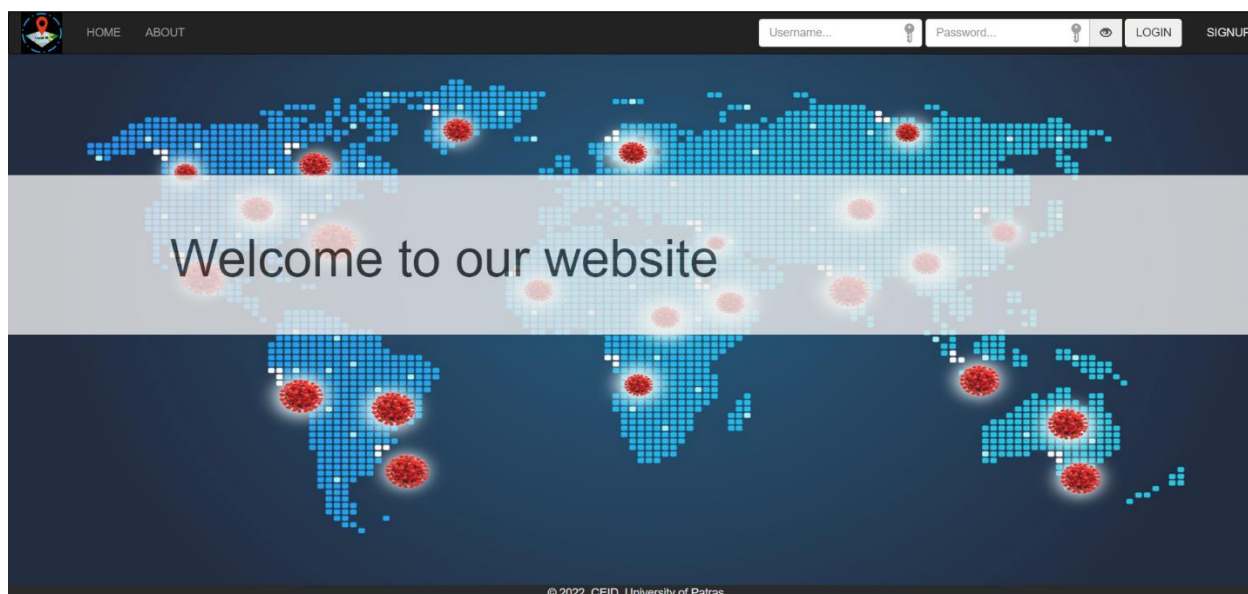 HOME ABOUT Username... Password... LOGIN SIGNUP
Welcome to our website
© 2022, CEID, University of Patras